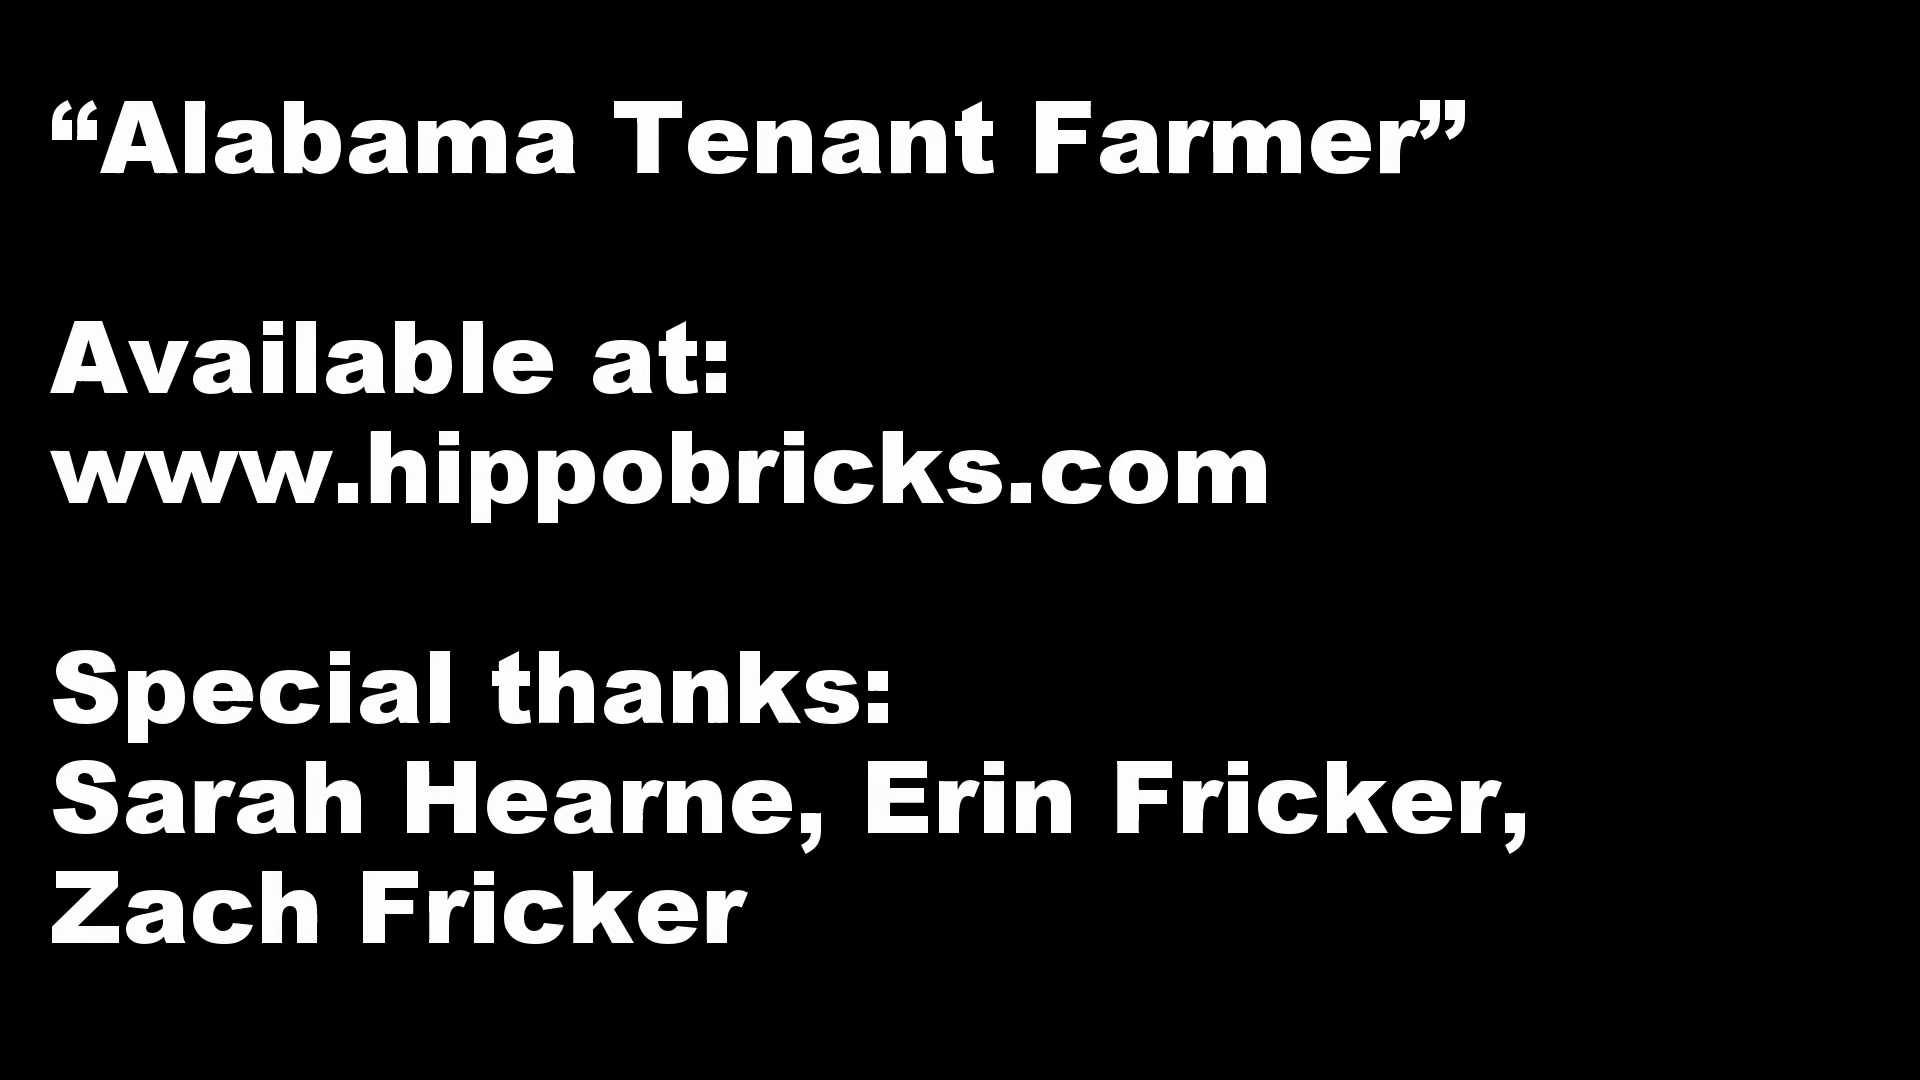 “Alabama Tenant Farmer”
Available at:
www.hippobricks.com
Special thanks:
Sarah Hearne, Erin Fricker,
Zach Fricker